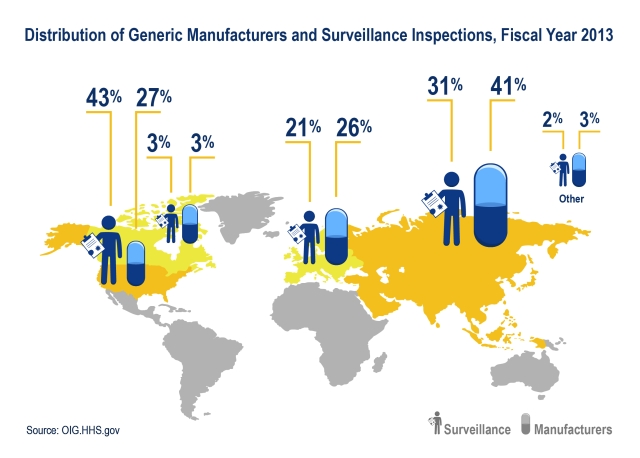 Distribution of Generic Manufacturers and Surveillance Inspections, Fiscal Year 2013
43% 27%
3% 3%
21% 26%
31% 41%
2% 3%
Other
Source: OIG.HHS.gov
Surveillance Manufacturers